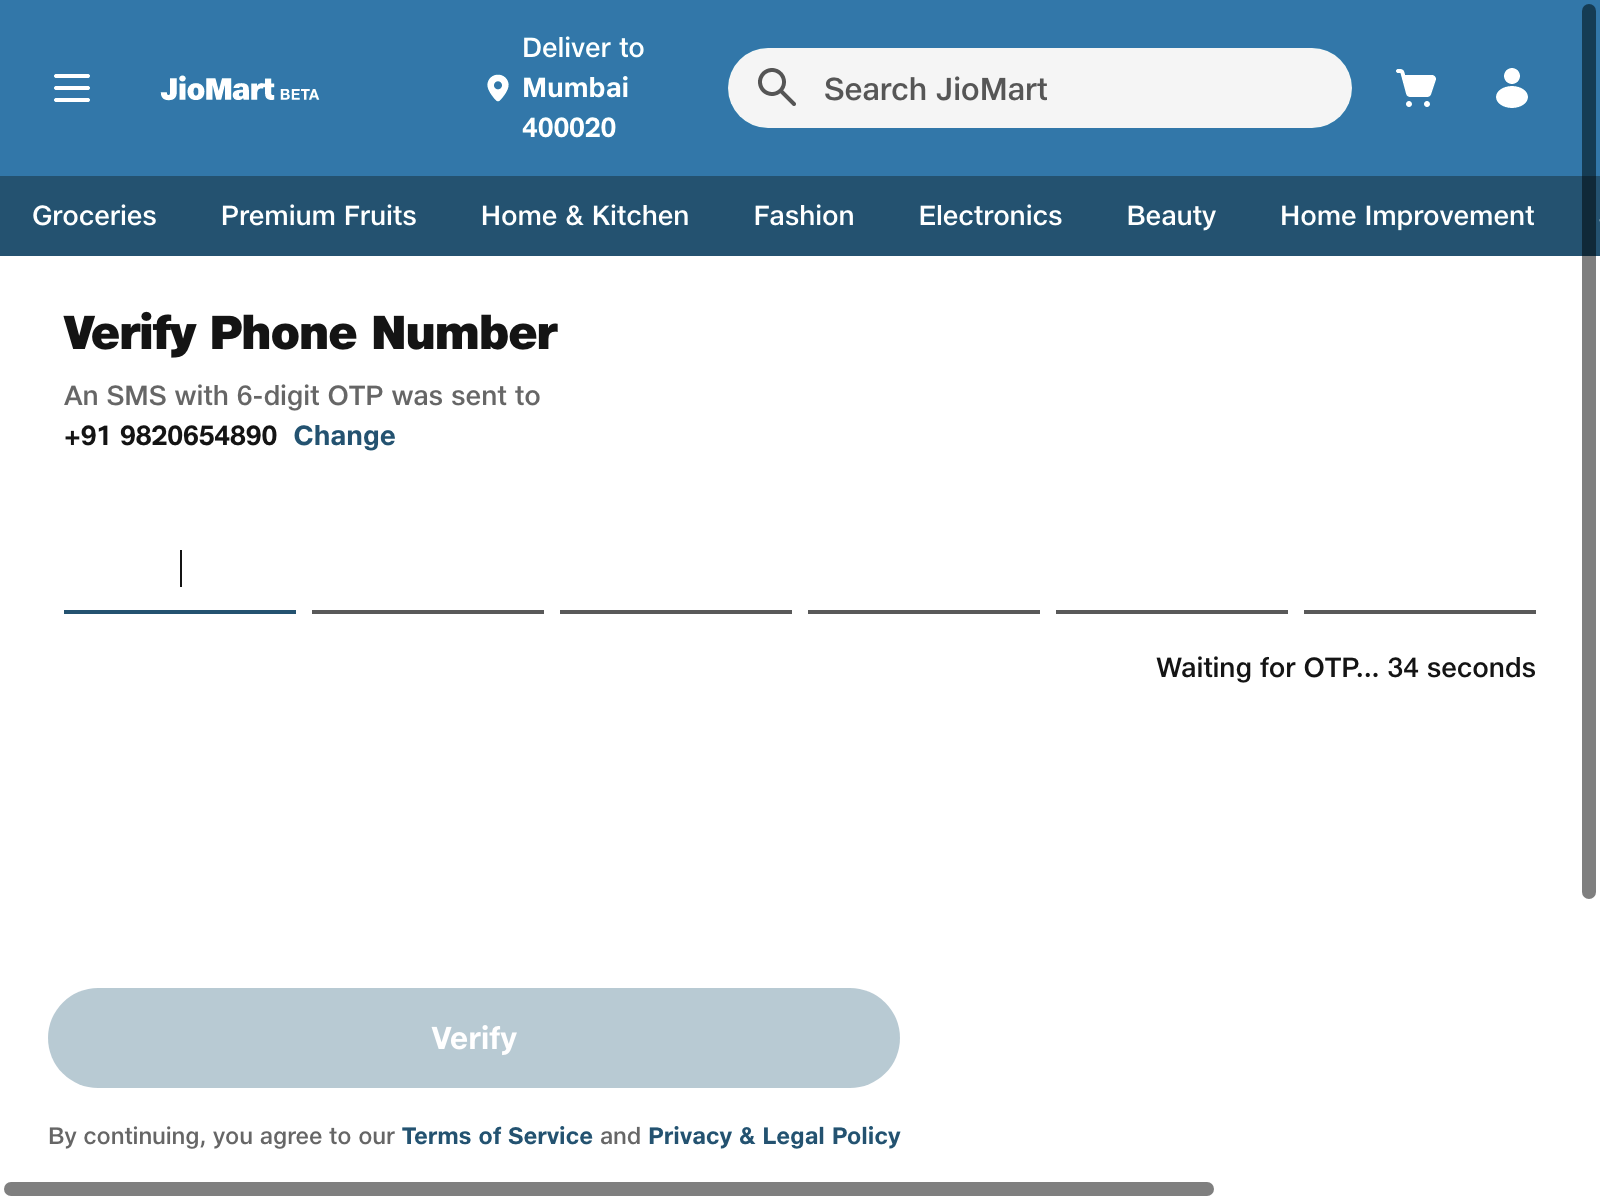 JioMart BETA
Deliver to
Mumbai
400020
Search JioMart
Groceries Premium Fruits Home & Kitchen Fashion Electronics Beauty Home Improvement
Verify Phone Number
An SMS with 6-digit OTP was sent to
+91 9820654890 Change
Waiting for OTP... 34 seconds
Verify
By continuing, you agree to our Terms of Service and Privacy & Legal Policy